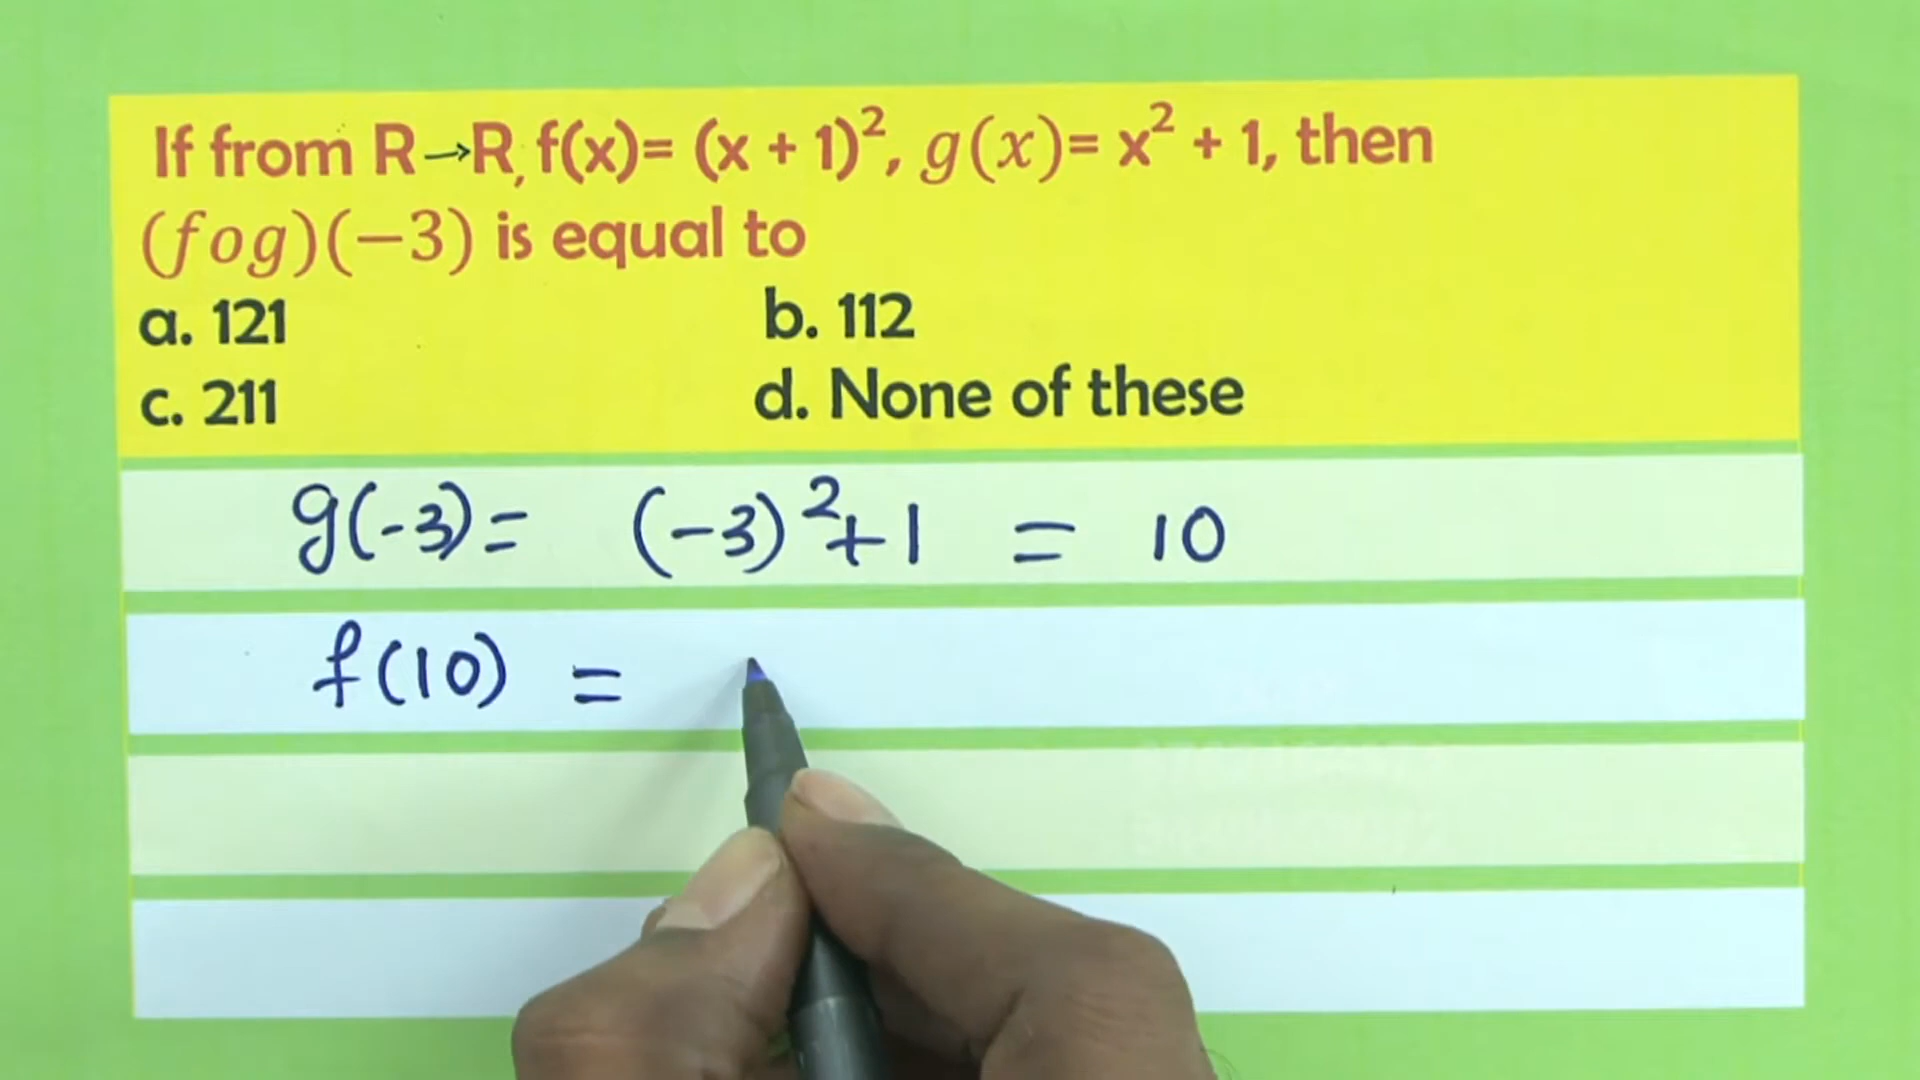 If from R→R, f(x)= (x + 1)², g(x)= x² + 1, then
(fog)(−3) is equal to
a. 121 b. 112
c. 211 d. None of these
g(-3) = (-3)²+1 = 10
f(10) =